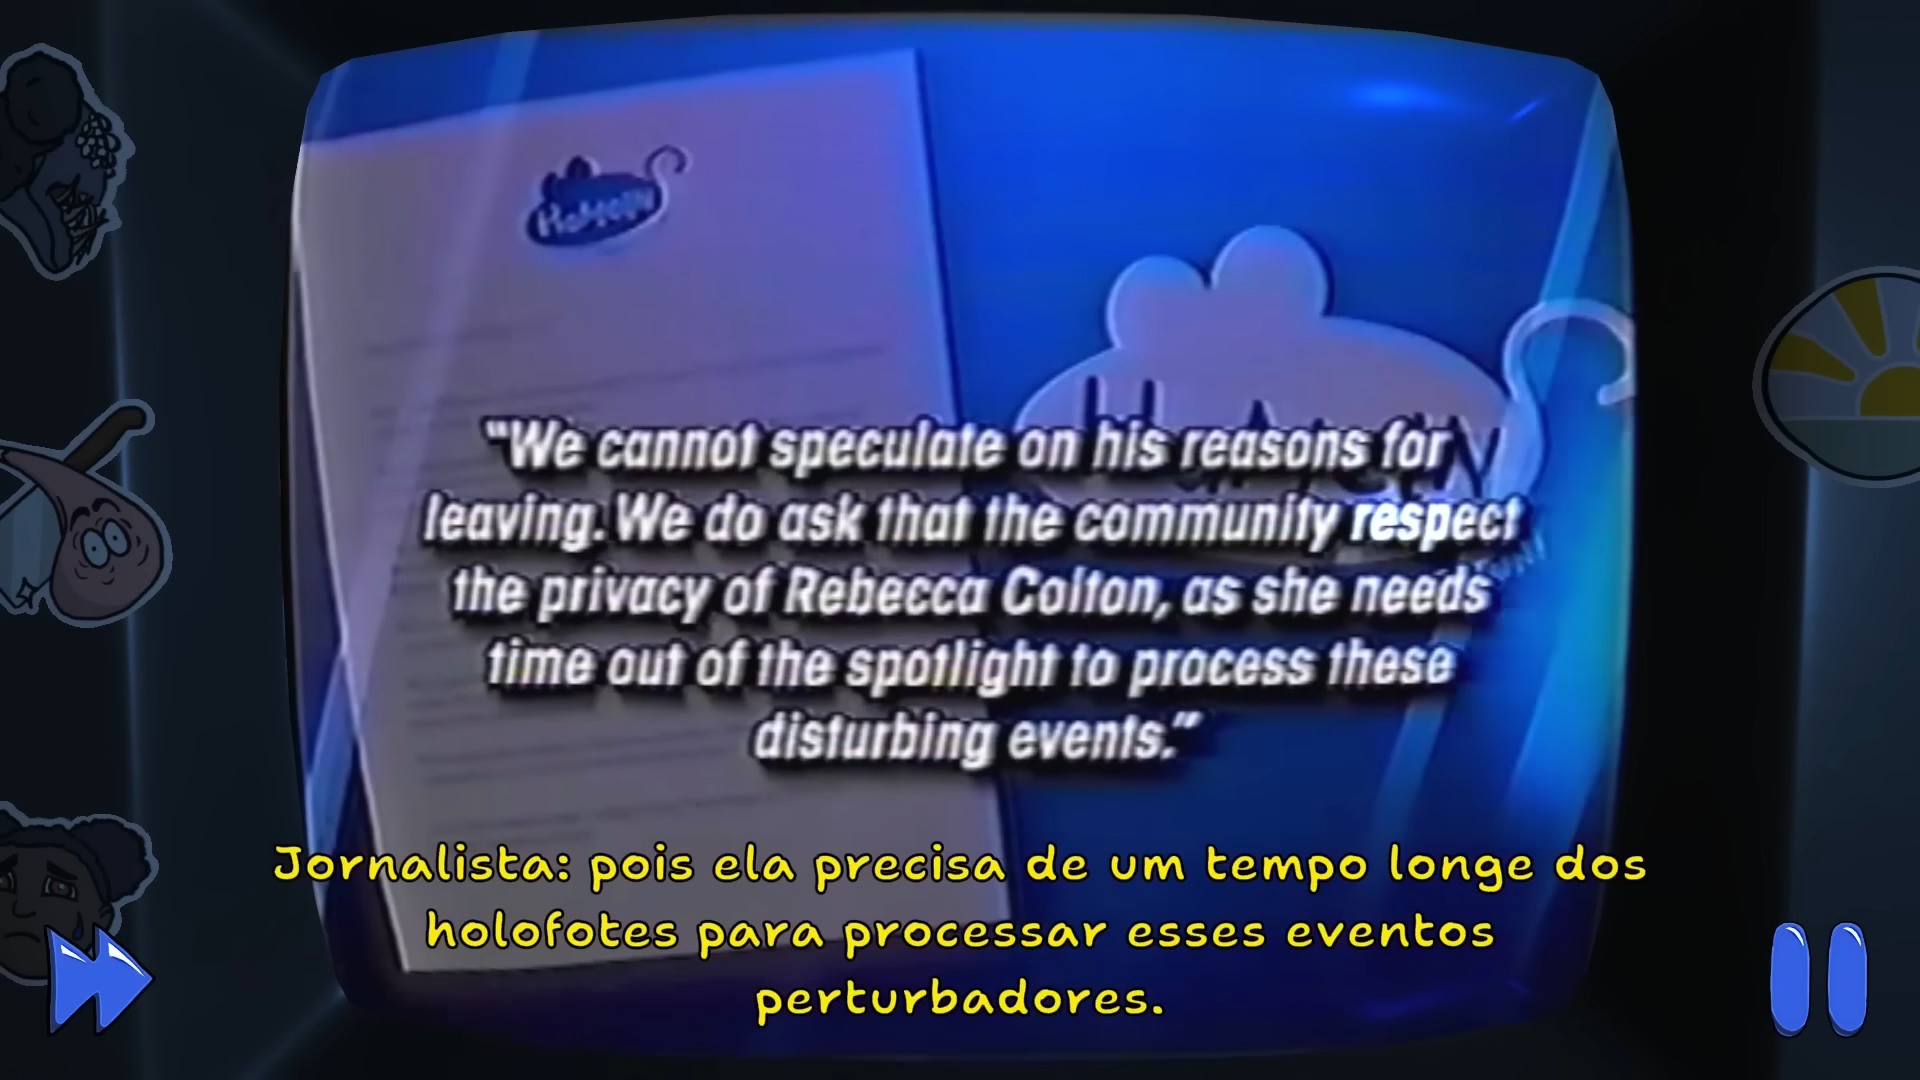 "We cannot speculate on his reasons for
leaving. We do ask that the community respect
the privacy of Rebecca Colton, as she needs
time out of the spotlight to process these
disturbing events."
Jornalista: pois ela precisa de um tempo longe dos
holofotes para processar esses eventos
perturbadores.